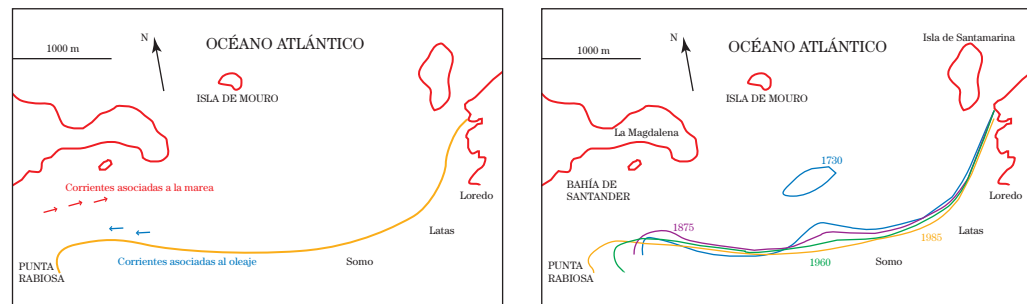 N
OCÉANO ATLÁNTICO
1000 m
ISLA DE MOURO
Corrientes asociadas a la marea
Loredo
Latas
Corrientes asociadas al oleaje
Somo
PUNTA
RABIOSA
N
Isla de Santamarina
OCÉANO ATLÁNTICO
1000 m
ISLA DE MOURO
La Magdalena
1730
BAHÍA DE
SANTANDER
Loredo
1875
Latas
1985
PUNTA
RABIOSA
1960
Somo